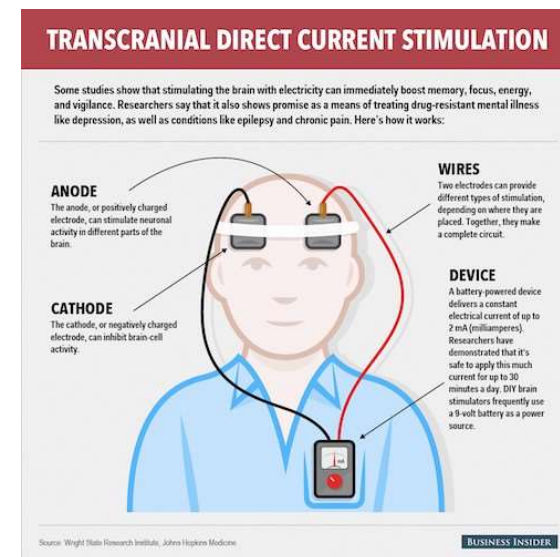 TRANSCRANIAL DIRECT CURRENT STIMULATION
Some studies show that stimulating the brain with electricity can immediately boost memory, focus, energy,
and vigilance. Researchers say that it also shows promise as a means of treating drug-resistant mental illness
like depression, as well as conditions like epilepsy and chronic pain. Here's how it works:
ANODE
The anode, or positively charged
electrode, can stimulate neuronal
activity in different parts of the
brain.
CATHODE
The cathode, or negatively charged
electrode, can inhibit brain-cell
activity.
WIRES
Two electrodes can provide
different types of stimulation,
depending on where they are
placed. Together, they make
a complete circuit.
DEVICE
A battery-powered device
delivers a constant
electrical current of up to
2 mA (milliamperes).
Researchers have
demonstrated that it's
safe to apply this much
current for up to 30
minutes a day. DIY brain
stimulators frequently use
a 9-volt battery as a power
source.
mA
Source: Wright State Research Institute, Johns Hopkins Medicine
BUSINESS INSIDER